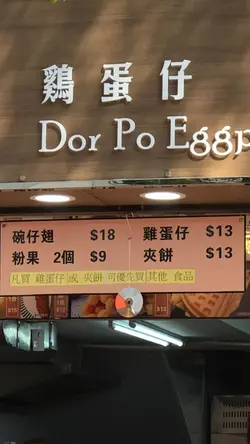 鷄蛋仔
Dor Po Eggp
碗仔翅 $18 雞蛋仔 $13
粉果 2個 $9 夾餅 $13
凡買 雞蛋仔 或 夾餅 可優先買 其他 食品